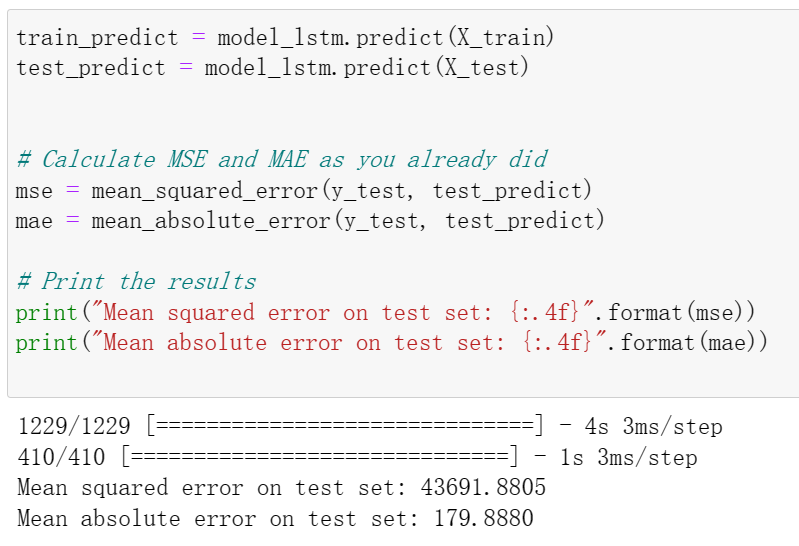 train_predict = model_lstm.predict(X_train)
test_predict = model_lstm.predict(X_test)
# Calculate MSE and MAE as you already did
mse = mean_squared_error(y_test, test_predict)
mae = mean_absolute_error(y_test, test_predict)
# Print the results
print("Mean squared error on test set: {:.4f}".format(mse))
print("Mean absolute error on test set: {:.4f}".format(mae))
1229/1229 [==============================] - 4s 3ms/step
410/410 [==============================] - 1s 3ms/step
Mean squared error on test set: 43691.8805
Mean absolute error on test set: 179.8880